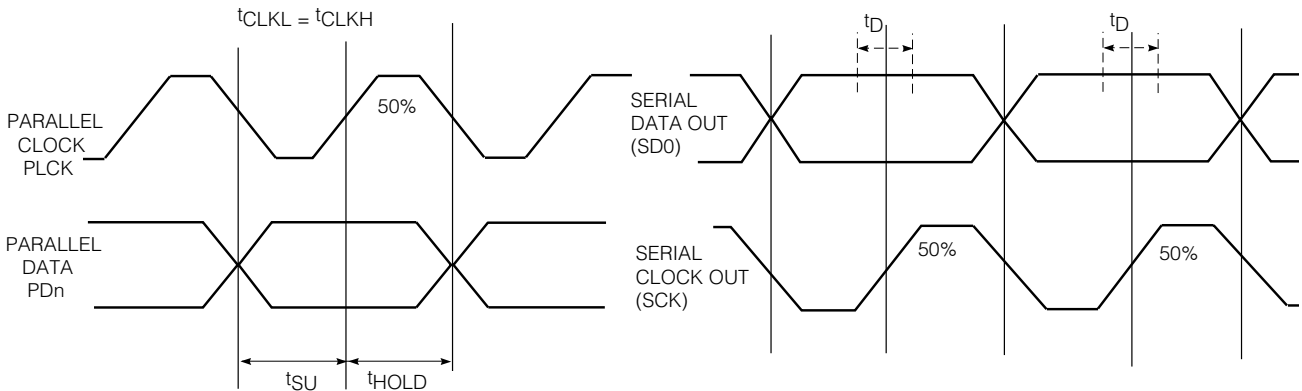 tCLKL = tCLKH
50%
PARALLEL
CLOCK
PLCK
PARALLEL
DATA
PDn
tSU
tHOLD
tD
tD
SERIAL
DATA OUT
(SD0)
SERIAL
CLOCK OUT
(SCK)
50%
50%